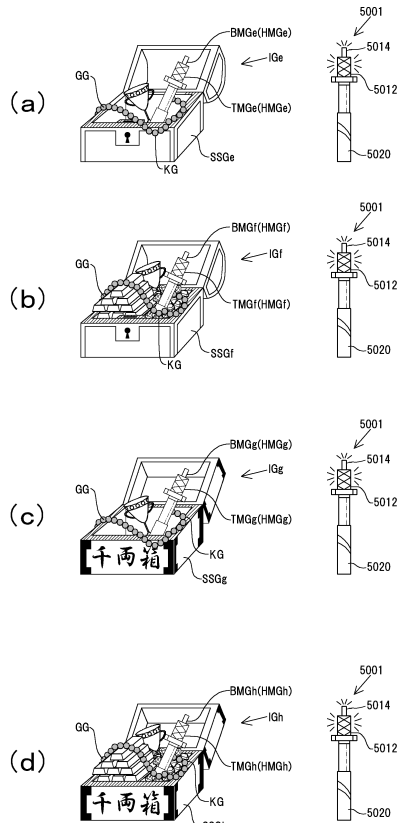 (a)
BMGe(HMGe)
IGe
GG
TMGe(HMGe)
SSGe
KG
5001
5014
5012
5020
(b)
BMGf(HMGf)
IGf
GG
TMGf(HMGf)
SSGf
KG
5001
5014
5012
5020
(c)
BMGg(HMGg)
IGg
GG
TMGg(HMGg)
KG
SSGg
千両箱
5001
5014
5012
5020
(d)
BMGh(HMGh)
IGh
GG
TMGh(HMGh)
KG
千両箱
5001
5014
5012
5020